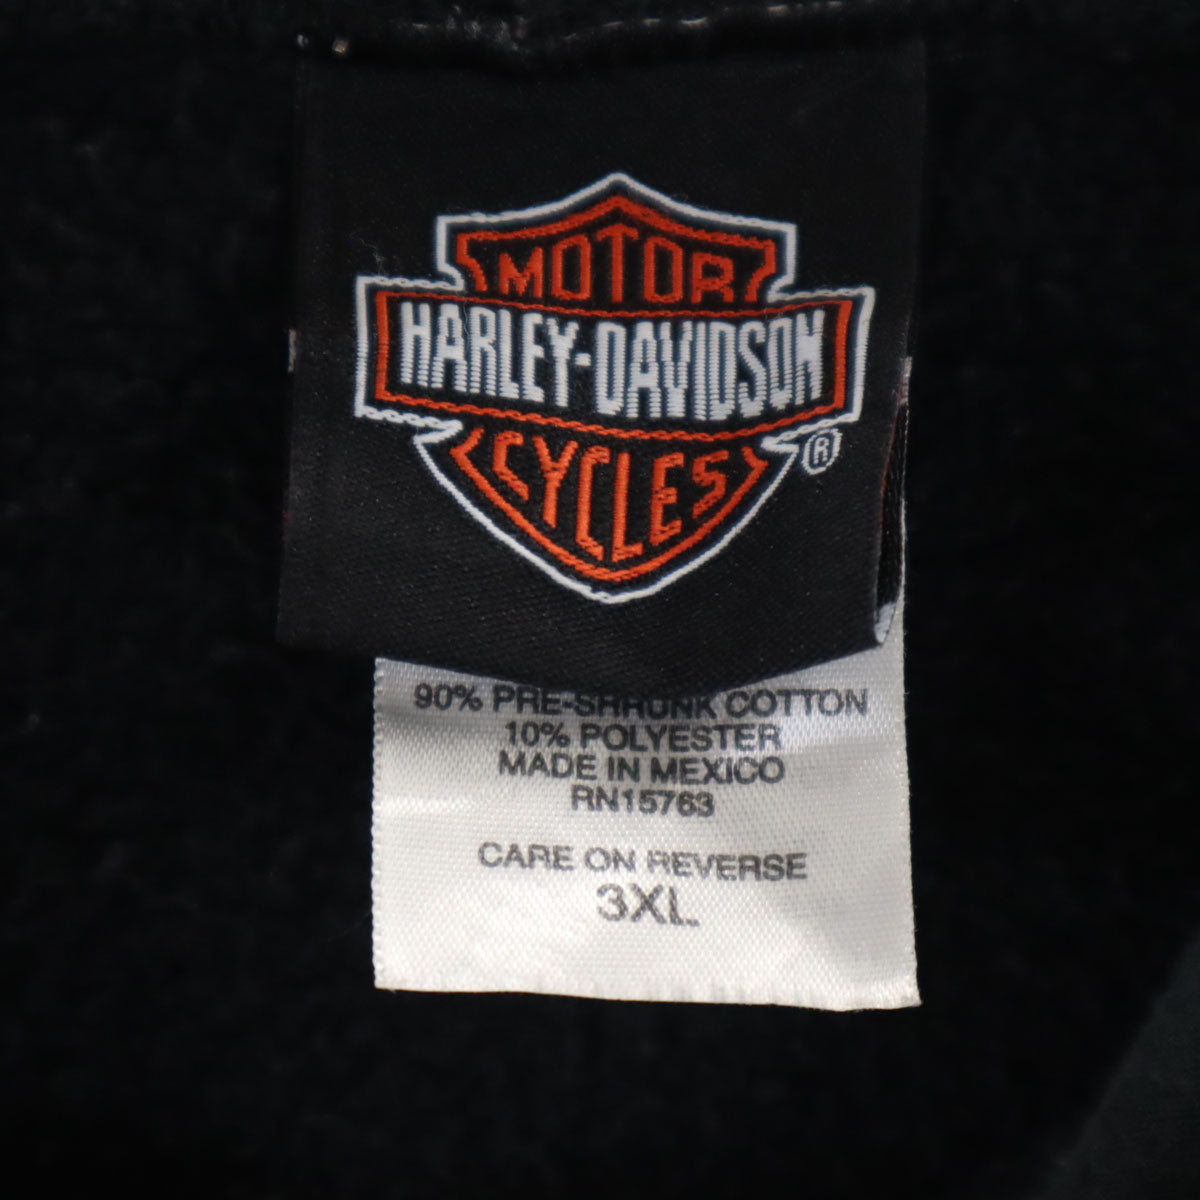 MOTOR
HARLEY-DAVIDSON
CYCLES
®
90% PRE-SHRUNK COTTON
10% POLYESTER
MADE IN MEXICO
RN15763
CARE ON REVERSE
3XL